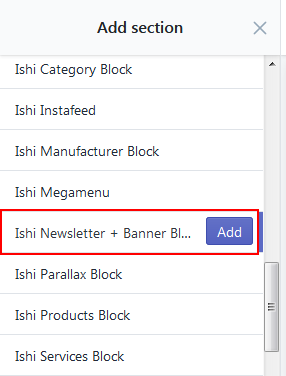 Add section
Ishi Category Block
Ishi Instafeed
Ishi Manufacturer Block
Ishi Megamenu
Ishi Newsletter + Banner Bl... Add
Ishi Parallax Block
Ishi Products Block
Ishi Services Block